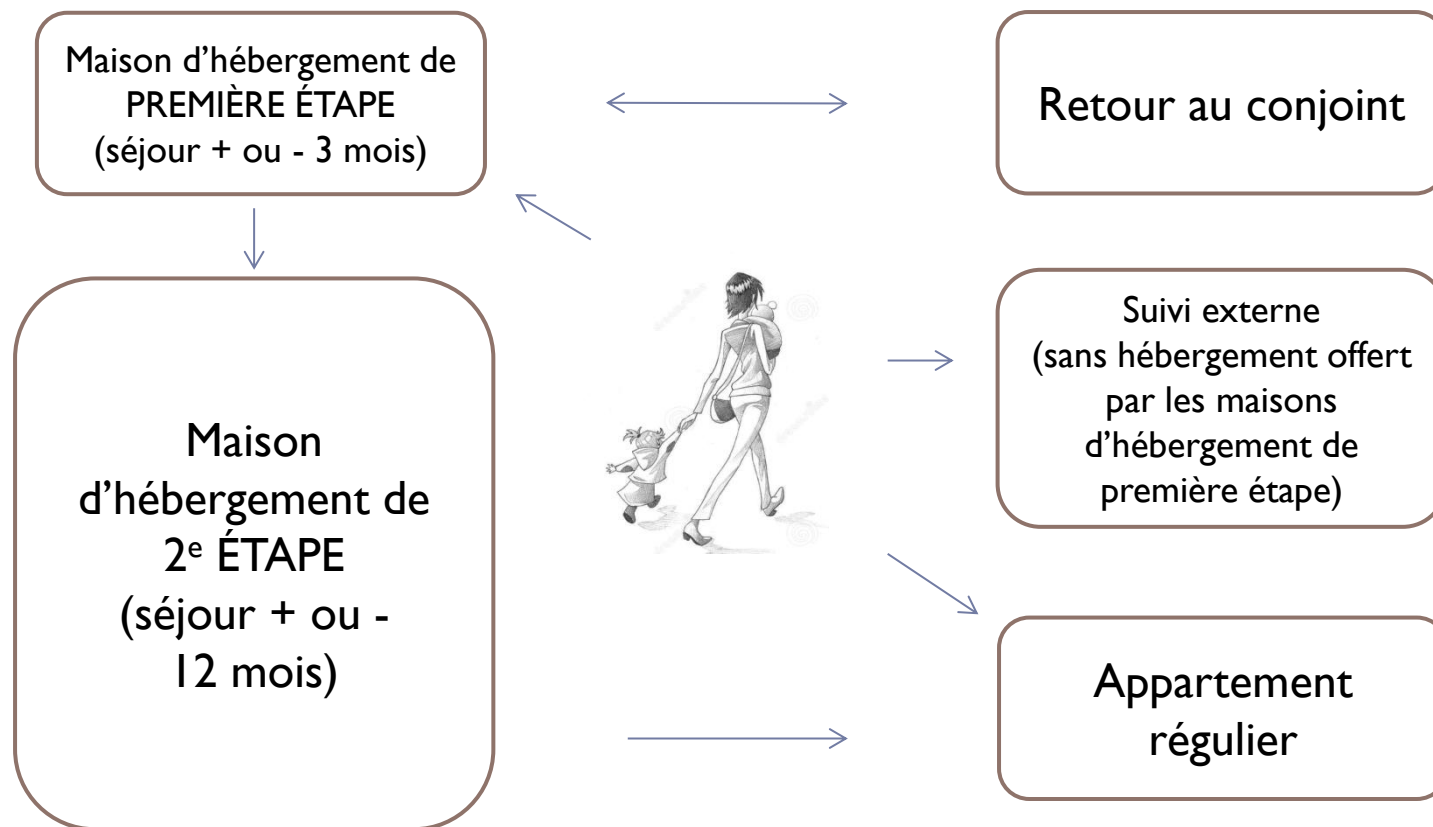 Maison d'hébergement de
PREMIÈRE ÉTAPE
(séjour + ou - 3 mois)
Retour au conjoint
Suivi externe
(sans hébergement offert
par les maisons
d'hébergement de
première étape)
Maison
d'hébergement de
2e ÉTAPE
(séjour + ou -
12 mois)
Appartement
régulier